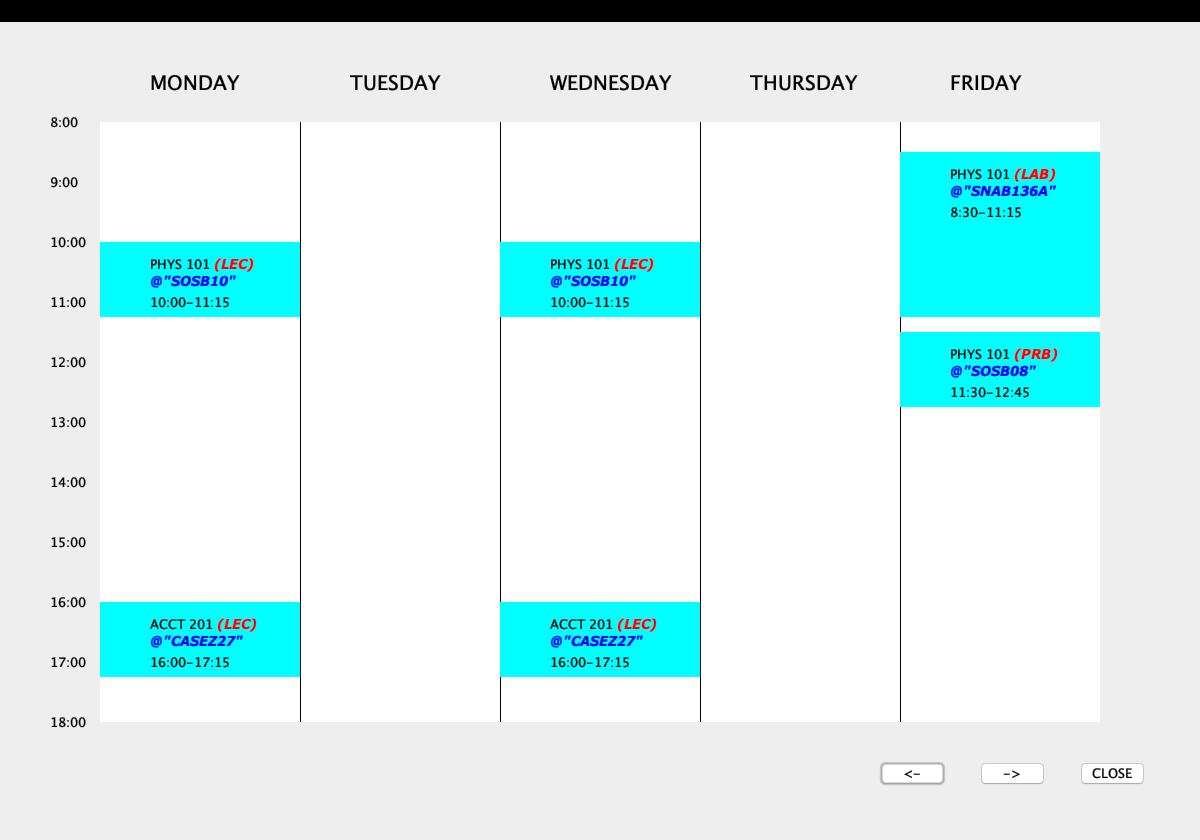 MONDAY TUESDAY WEDNESDAY THURSDAY FRIDAY
8:00
PHYS 101 (LAB)
@"SNAB136A"
8:30-11:15
9:00
10:00
PHYS 101 (LEC)
@"SOSB10"
10:00-11:15
PHYS 101 (LEC)
@"SOSB10"
10:00-11:15
11:00
PHYS 101 (PRB)
@"SOSB08"
11:30-12:45
12:00
13:00
14:00
15:00
16:00
ACCT 201 (LEC)
@"CASEZ27"
16:00-17:15
ACCT 201 (LEC)
@"CASEZ27"
16:00-17:15
17:00
18:00
<- -> CLOSE